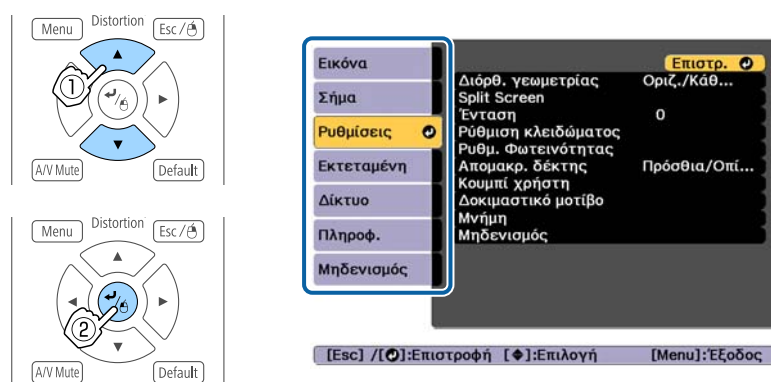 Menu Distortion Esc/
1
A/V Mute Default
Menu Distortion Esc/
2
A/V Mute Default
Εικόνα
Σήμα
Ρυθμίσεις
Εκτεταμένη
Δίκτυο
Πληροφ.
Μηδενισμός
Επιστρ.
Διόρθ. γεωμετρίας Οριζ./Κάθ...
Split Screen
Ένταση 0
Ρύθμιση κλειδώματος
Ρυθμ. Φωτεινότητας
Απομακρ. δέκτης Πρόσθια/Οπί...
Κουμπί χρήστη
Δοκιμαστικό μοτίβο
Μνήμη
Μηδενισμός
[Esc] /[ ]:Επιστροφή [ ]:Επιλογή [Menu]:Έξοδος